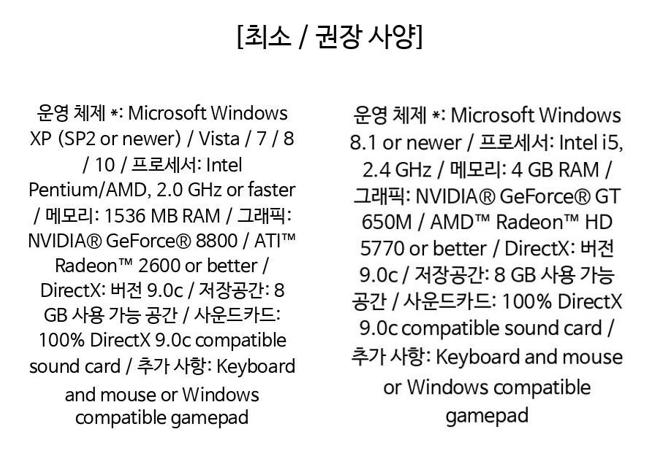 [최소 / 권장 사양]
운영 체제 *: Microsoft Windows
XP (SP2 or newer) / Vista / 7 / 8
/ 10 / 프로세서: Intel
Pentium/AMD, 2.0 GHz or faster
/ 메모리: 1536 MB RAM / 그래픽:
NVIDIA® GeForce® 8800 / ATI™
Radeon™ 2600 or better /
DirectX: 버전 9.0c / 저장공간: 8
GB 사용 가능 공간 / 사운드카드:
100% DirectX 9.0c compatible
sound card / 추가 사항: Keyboard
and mouse or Windows
compatible gamepad
운영 체제 *: Microsoft Windows
8.1 or newer / 프로세서: Intel i5,
2.4 GHz / 메모리: 4 GB RAM /
그래픽: NVIDIA® GeForce® GT
650M / AMD™ Radeon™ HD
5770 or better / DirectX: 버전
9.0c / 저장공간: 8 GB 사용 가능
공간 / 사운드카드: 100% DirectX
9.0c compatible sound card /
추가 사항: Keyboard and mouse
or Windows compatible
gamepad